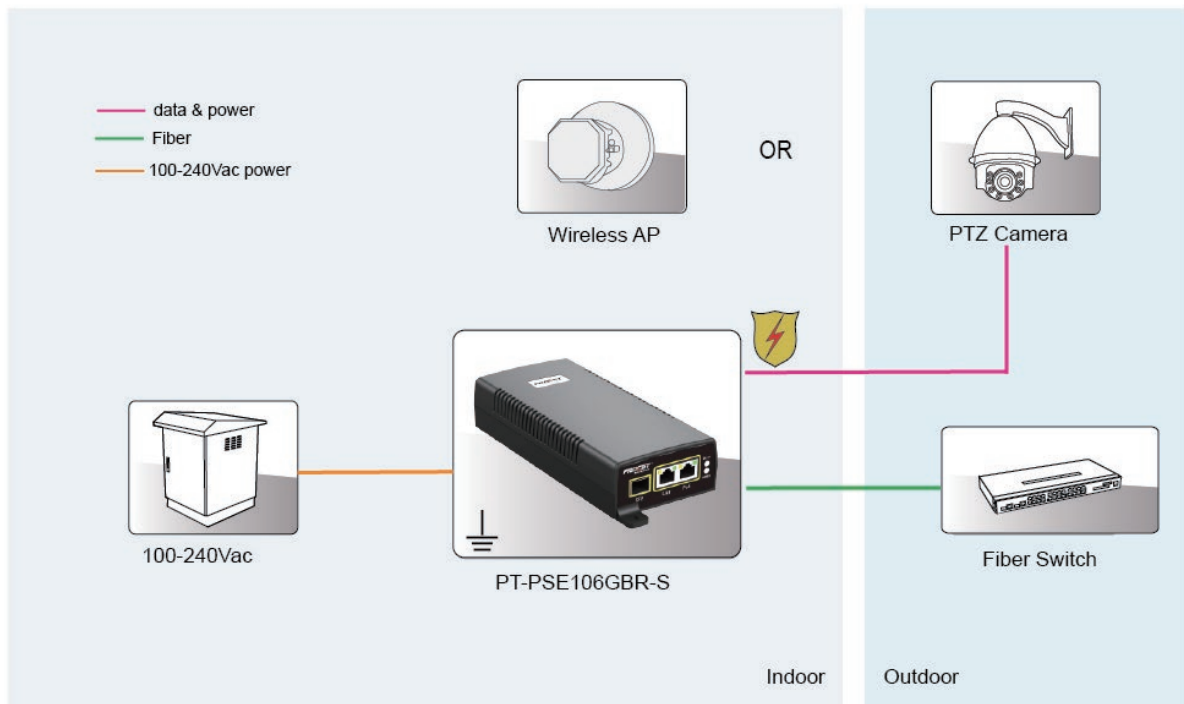 data & power
Fiber
100-240Vac power
Wireless AP
OR
PTZ Camera
100-240Vac
PT-PSE106GBR-S
Fiber Switch
Indoor
Outdoor